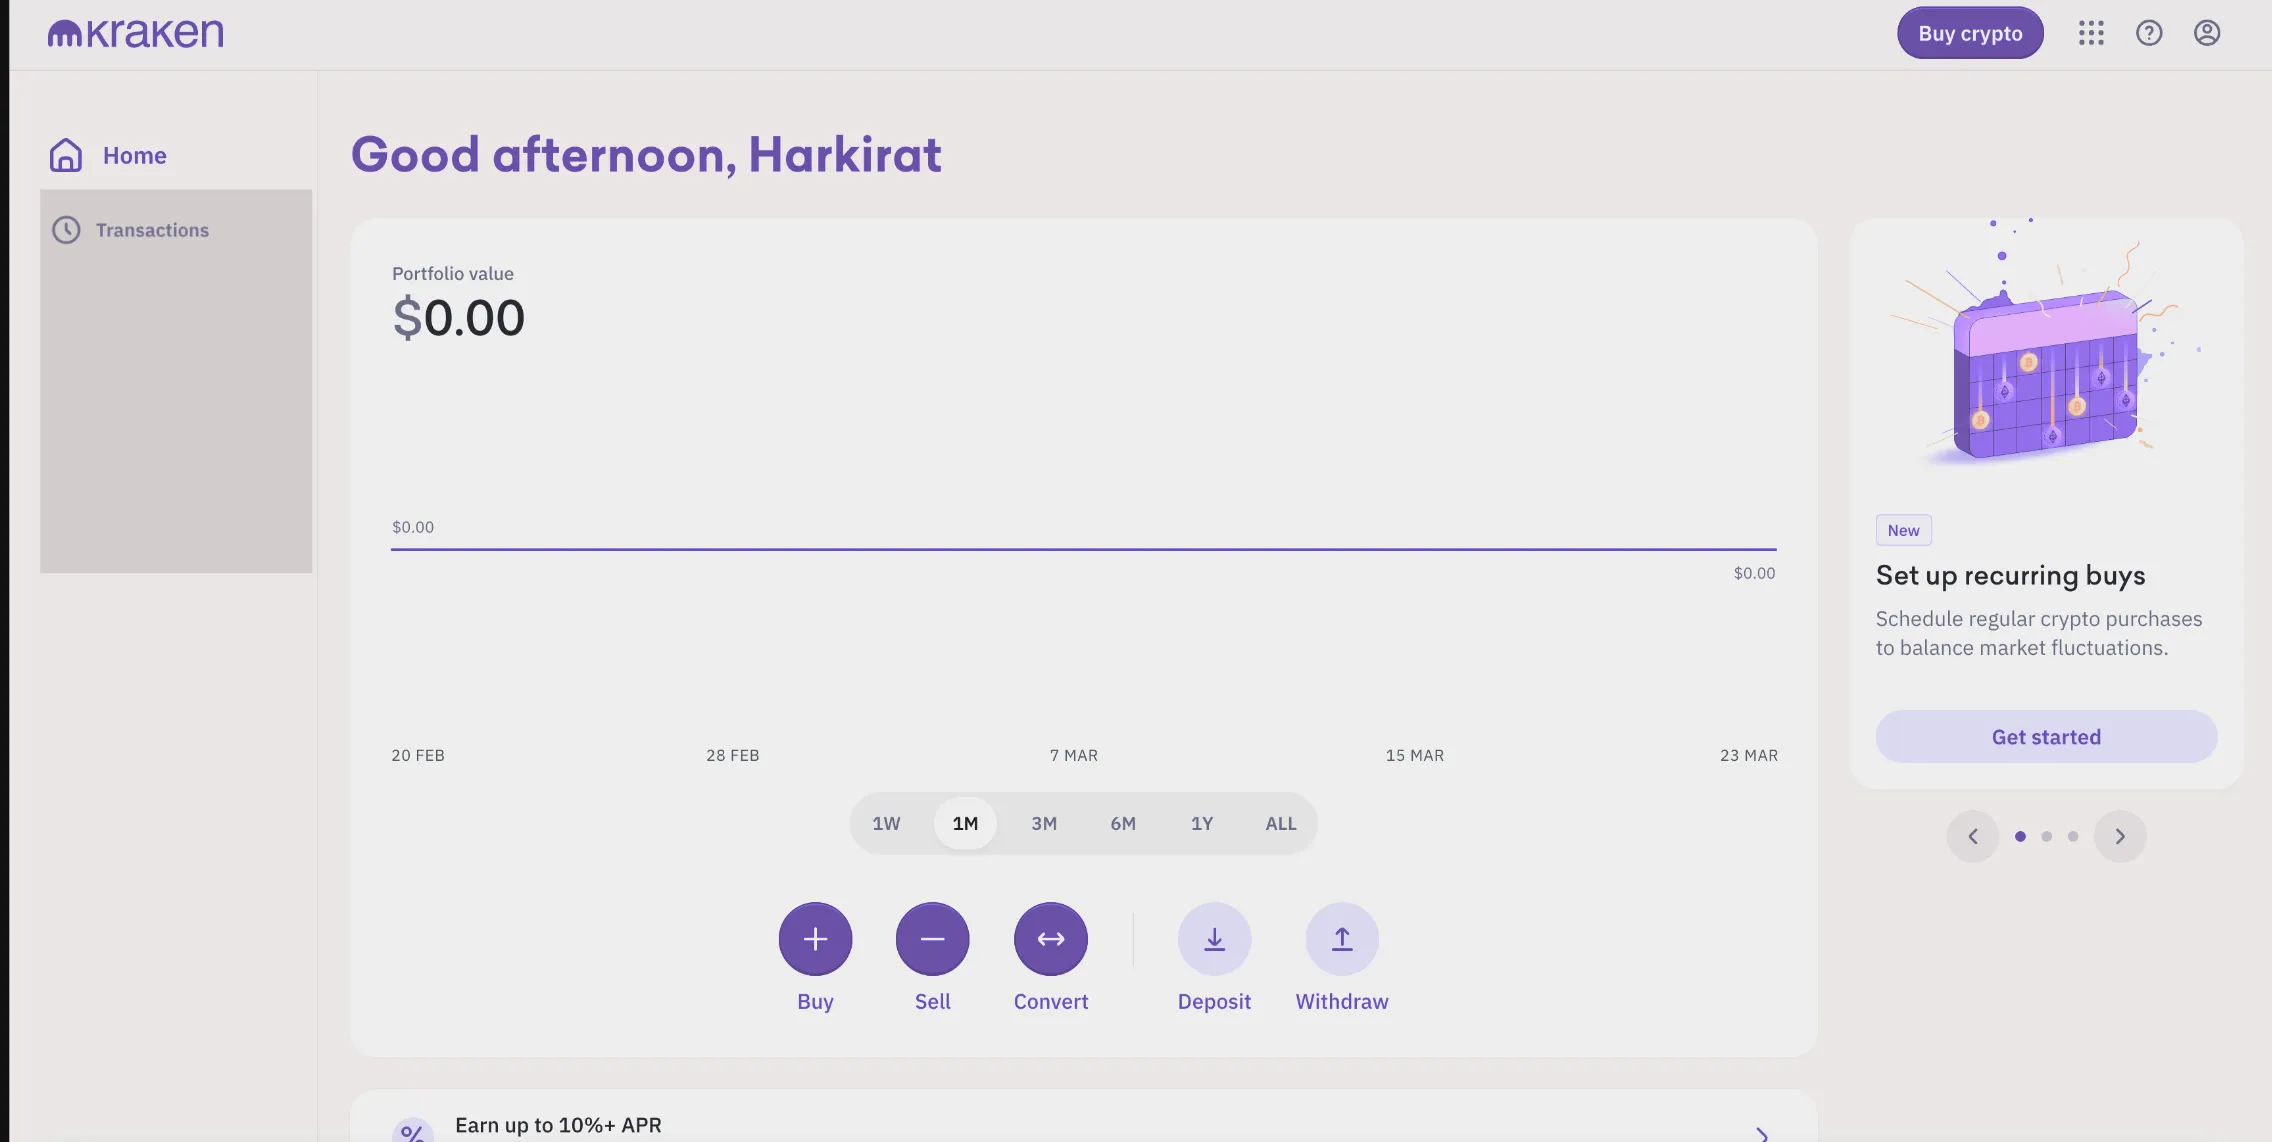 kraken
Buy crypto
Home
Transactions
Good afternoon, Harkirat
Portfolio value
$0.00
$0.00
$0.00
20 FEB 28 FEB 7 MAR 15 MAR 23 MAR
1W 1M 3M 6M 1Y ALL
Buy Sell Convert Deposit Withdraw
Earn up to 10%+ APR
New
Set up recurring buys
Schedule regular crypto purchases
to balance market fluctuations.
Get started